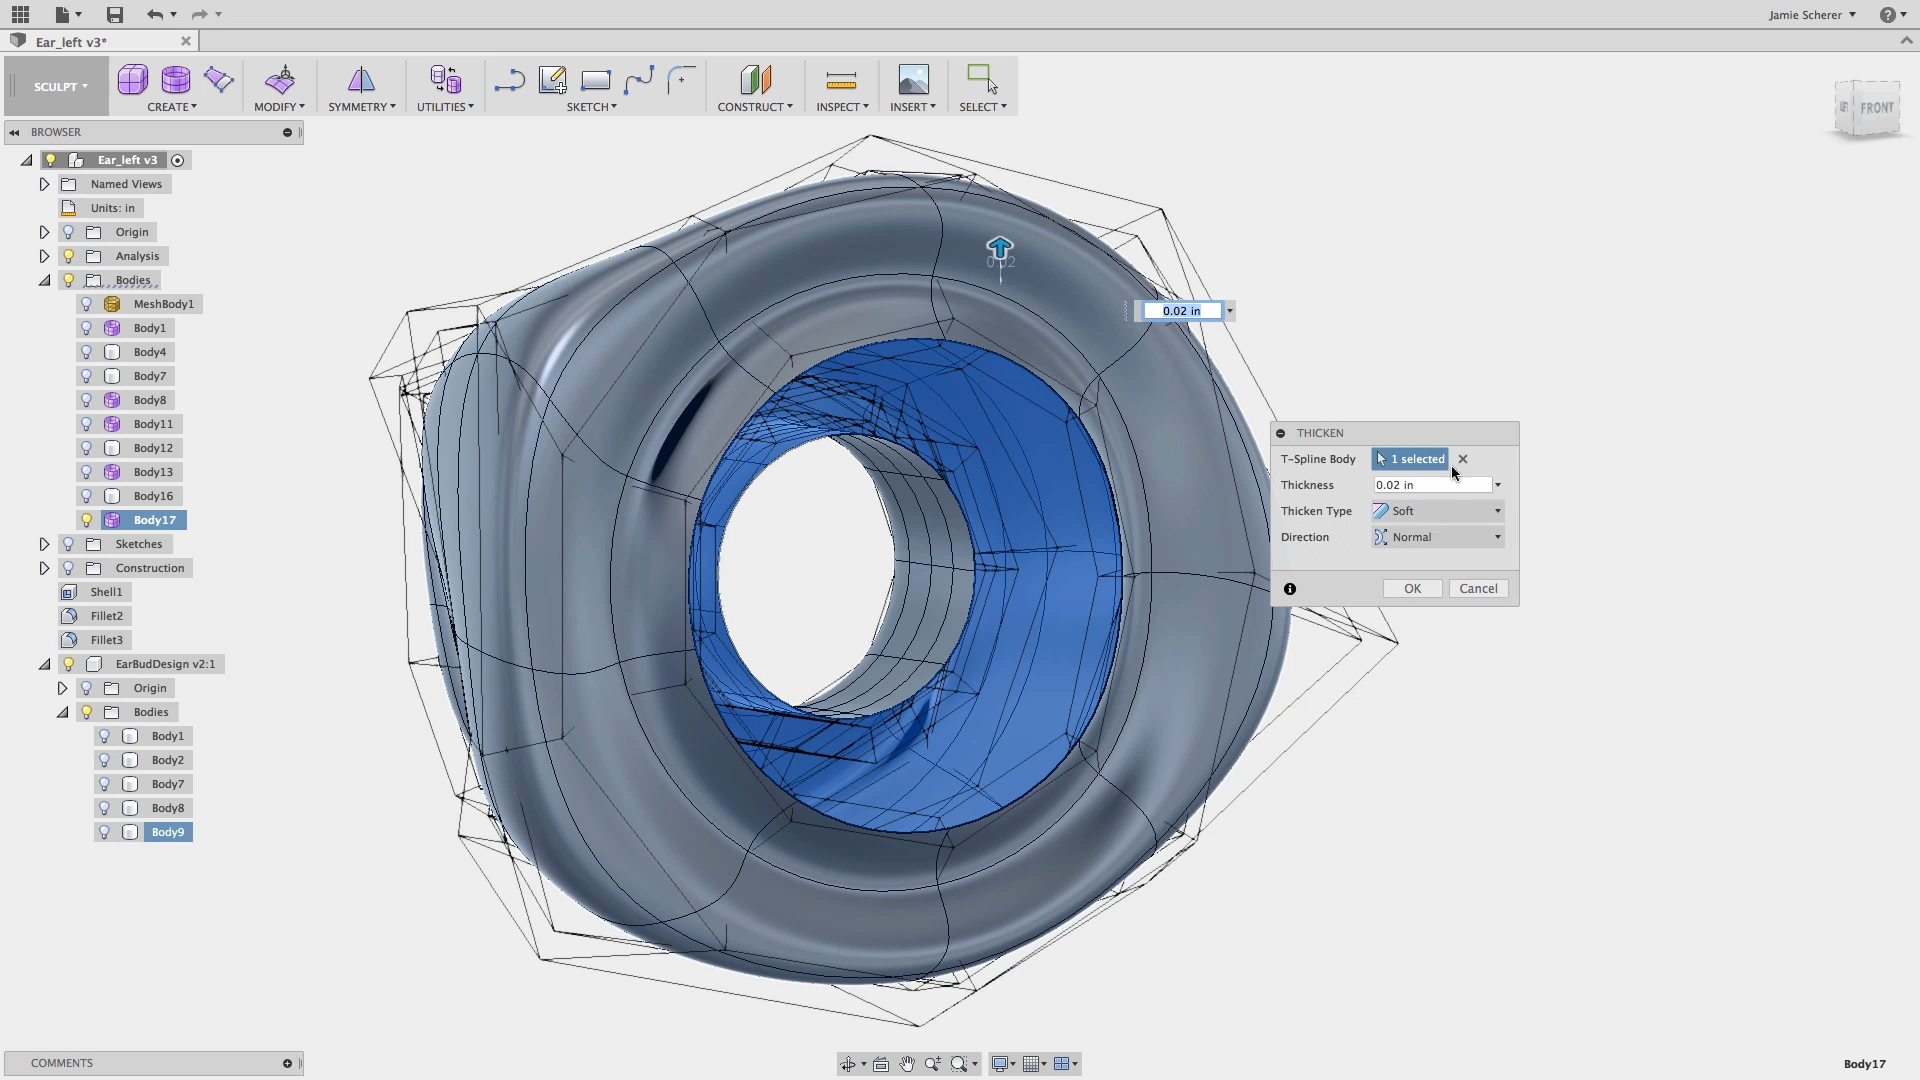 Jamie Scherer
Ear_left v3*
SCULPT
CREATE
MODIFY
SYMMETRY
UTILITIES
SKETCH
CONSTRUCT
INSPECT
INSERT
SELECT
FRONT
BROWSER
Ear_left v3
Named Views
Units: in
Origin
Analysis
Bodies
MeshBody1
Body1
Body4
Body7
Body8
Body11
Body12
Body13
Body16
Body17
Sketches
Construction
Shell1
Fillet2
Fillet3
EarBudDesign v2:1
Origin
Bodies
Body1
Body2
Body7
Body8
Body9
0.02
0.02 in
THICKEN
T-Spline Body 1 selected
Thickness 0.02 in
Thicken Type Soft
Direction Normal
OK Cancel
COMMENTS
Body17